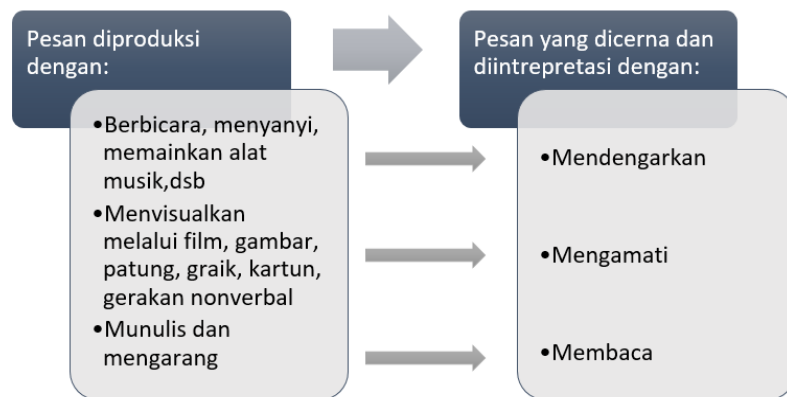 Pesan diproduksi
dengan:
•Berbicara, menyanyi,
memainkan alat
musik,dsb
•Menvisualkan
melalui film, gambar,
patung, graik, kartun,
gerakan nonverbal
•Munulis dan
mengarang
Pesan yang dicerna dan
diintrepretasi dengan:
•Mendengarkan
•Mengamati
•Membaca